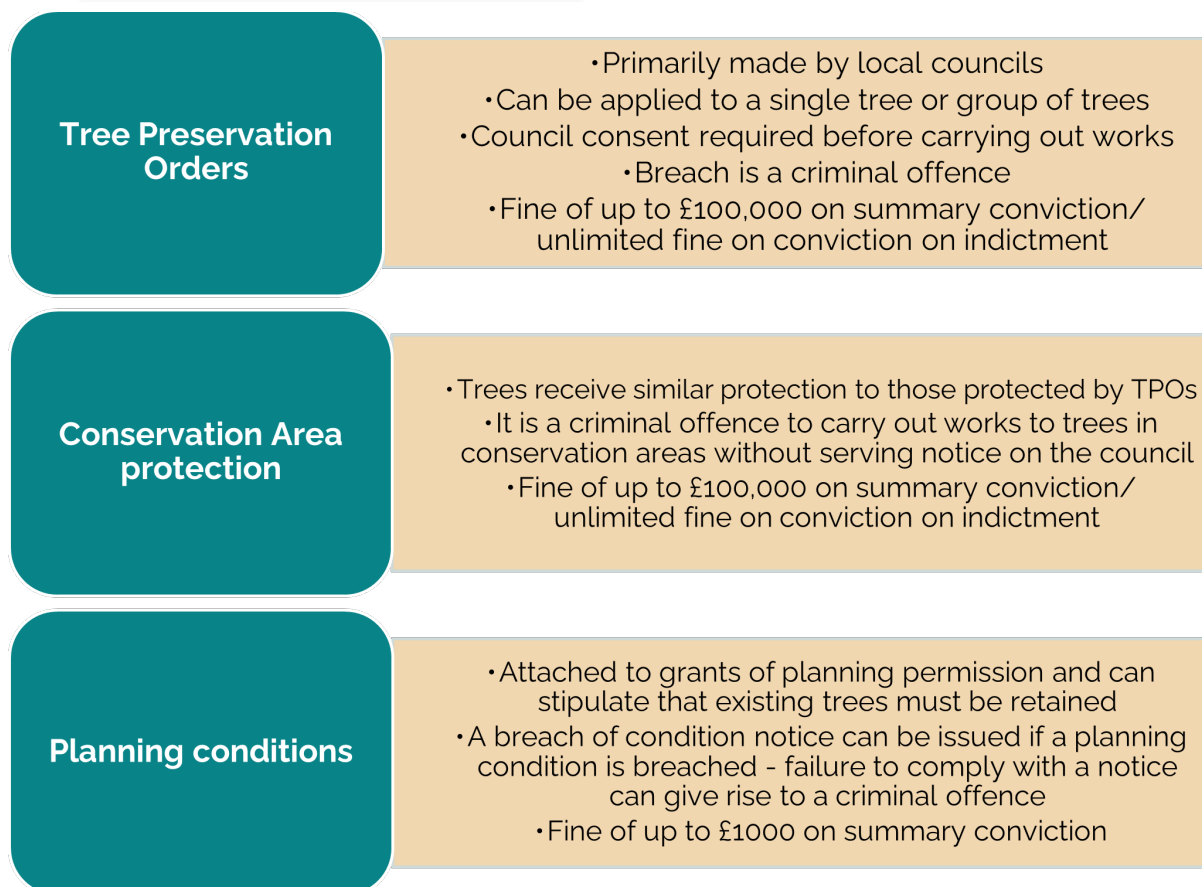 Tree Preservation
Orders
•Primarily made by local councils
•Can be applied to a single tree or group of trees
•Council consent required before carrying out works
•Breach is a criminal offence
•Fine of up to £100,000 on summary conviction/
unlimited fine on conviction on indictment
Conservation Area
protection
•Trees receive similar protection to those protected by TPOs
•It is a criminal offence to carry out works to trees in
conservation areas without serving notice on the council
•Fine of up to £100,000 on summary conviction/
unlimited fine on conviction on indictment
Planning conditions
•Attached to grants of planning permission and can
stipulate that existing trees must be retained
•A breach of condition notice can be issued if a planning
condition is breached - failure to comply with a notice
can give rise to a criminal offence
•Fine of up to £1000 on summary conviction